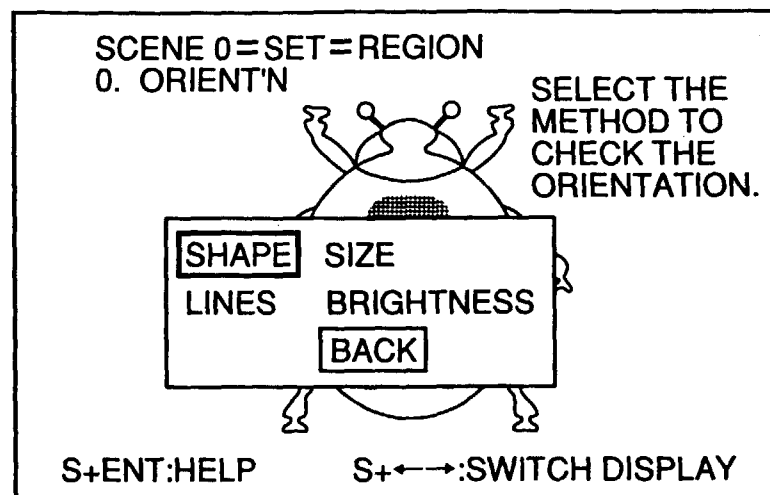 SCENE 0=SET=REGION
0. ORIENT'N
SELECT THE
METHOD TO
CHECK THE
ORIENTATION.
SHAPE SIZE
LINES BRIGHTNESS
BACK
S+ENT:HELP S+←→:SWITCH DISPLAY